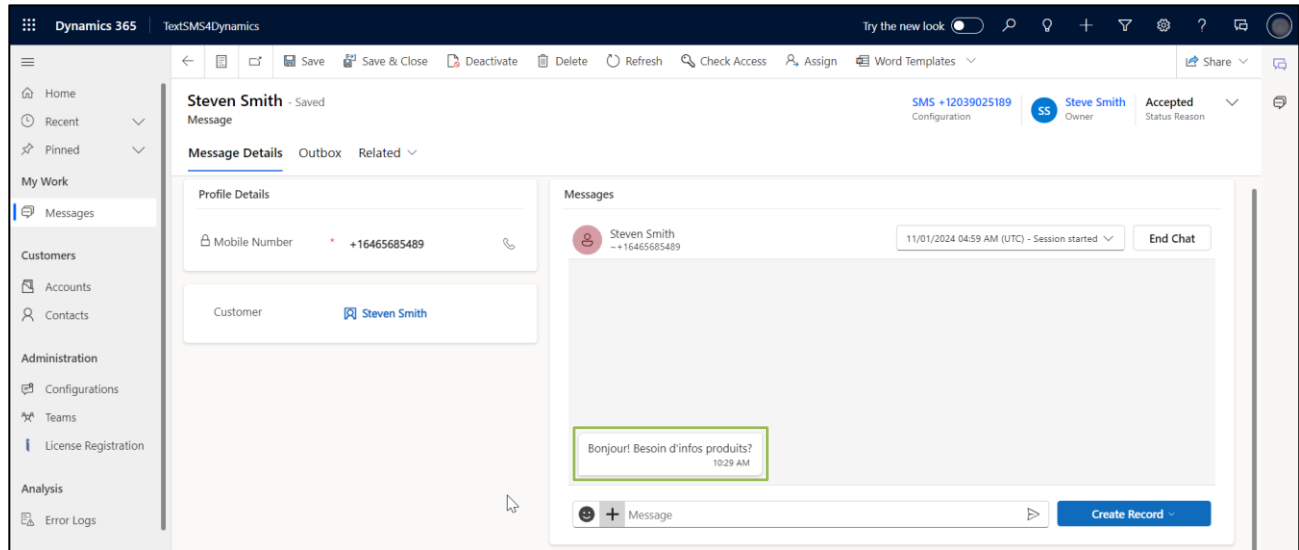 Dynamics 365 TextSMS4Dynamics Try the new look
Save Save & Close Deactivate Delete Refresh Check Access Assign Word Templates Share
Home
Recent
Pinned
My Work
Messages
Customers
Accounts
Contacts
Administration
Configurations
Teams
License Registration
Analysis
Error Logs
Steven Smith - Saved
Message
SMS +12039025189
Configuration
SS
Steve Smith
Owner
Accepted
Status Reason
Message Details Outbox Related
Profile Details
Mobile Number * +16465685489
Customer Steven Smith
Messages
Steven Smith
~+16465685489
11/01/2024 04:59 AM (UTC) - Session started
End Chat
Bonjour! Besoin d'infos produits?
10:29 AM
Message
Create Record